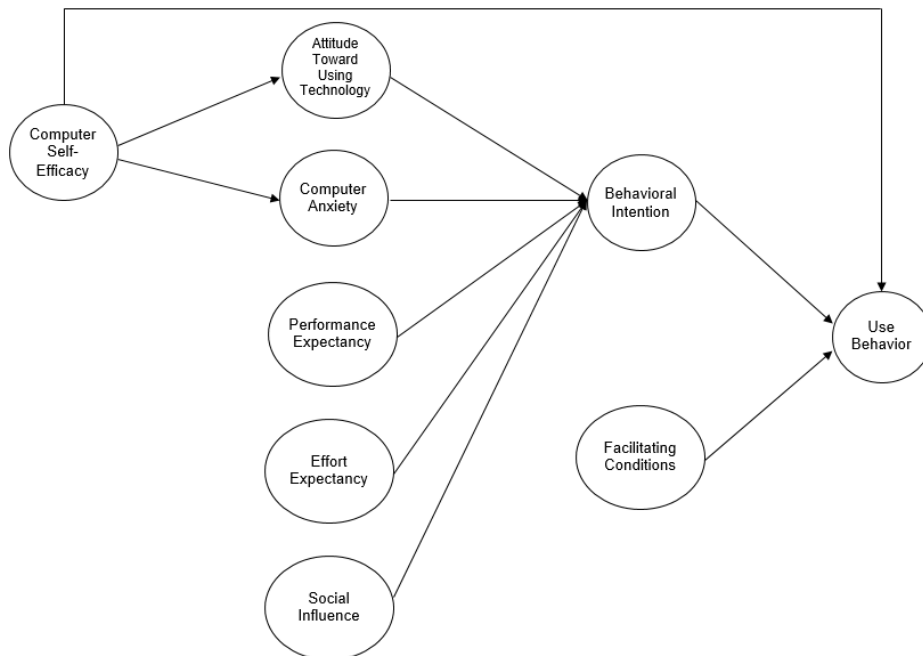 Attitude
Toward
Using
Technology
Computer
Self-
Efficacy
Computer
Anxiety
Behavioral
Intention
Performance
Expectancy
Use
Behavior
Effort
Expectancy
Facilitating
Conditions
Social
Influence